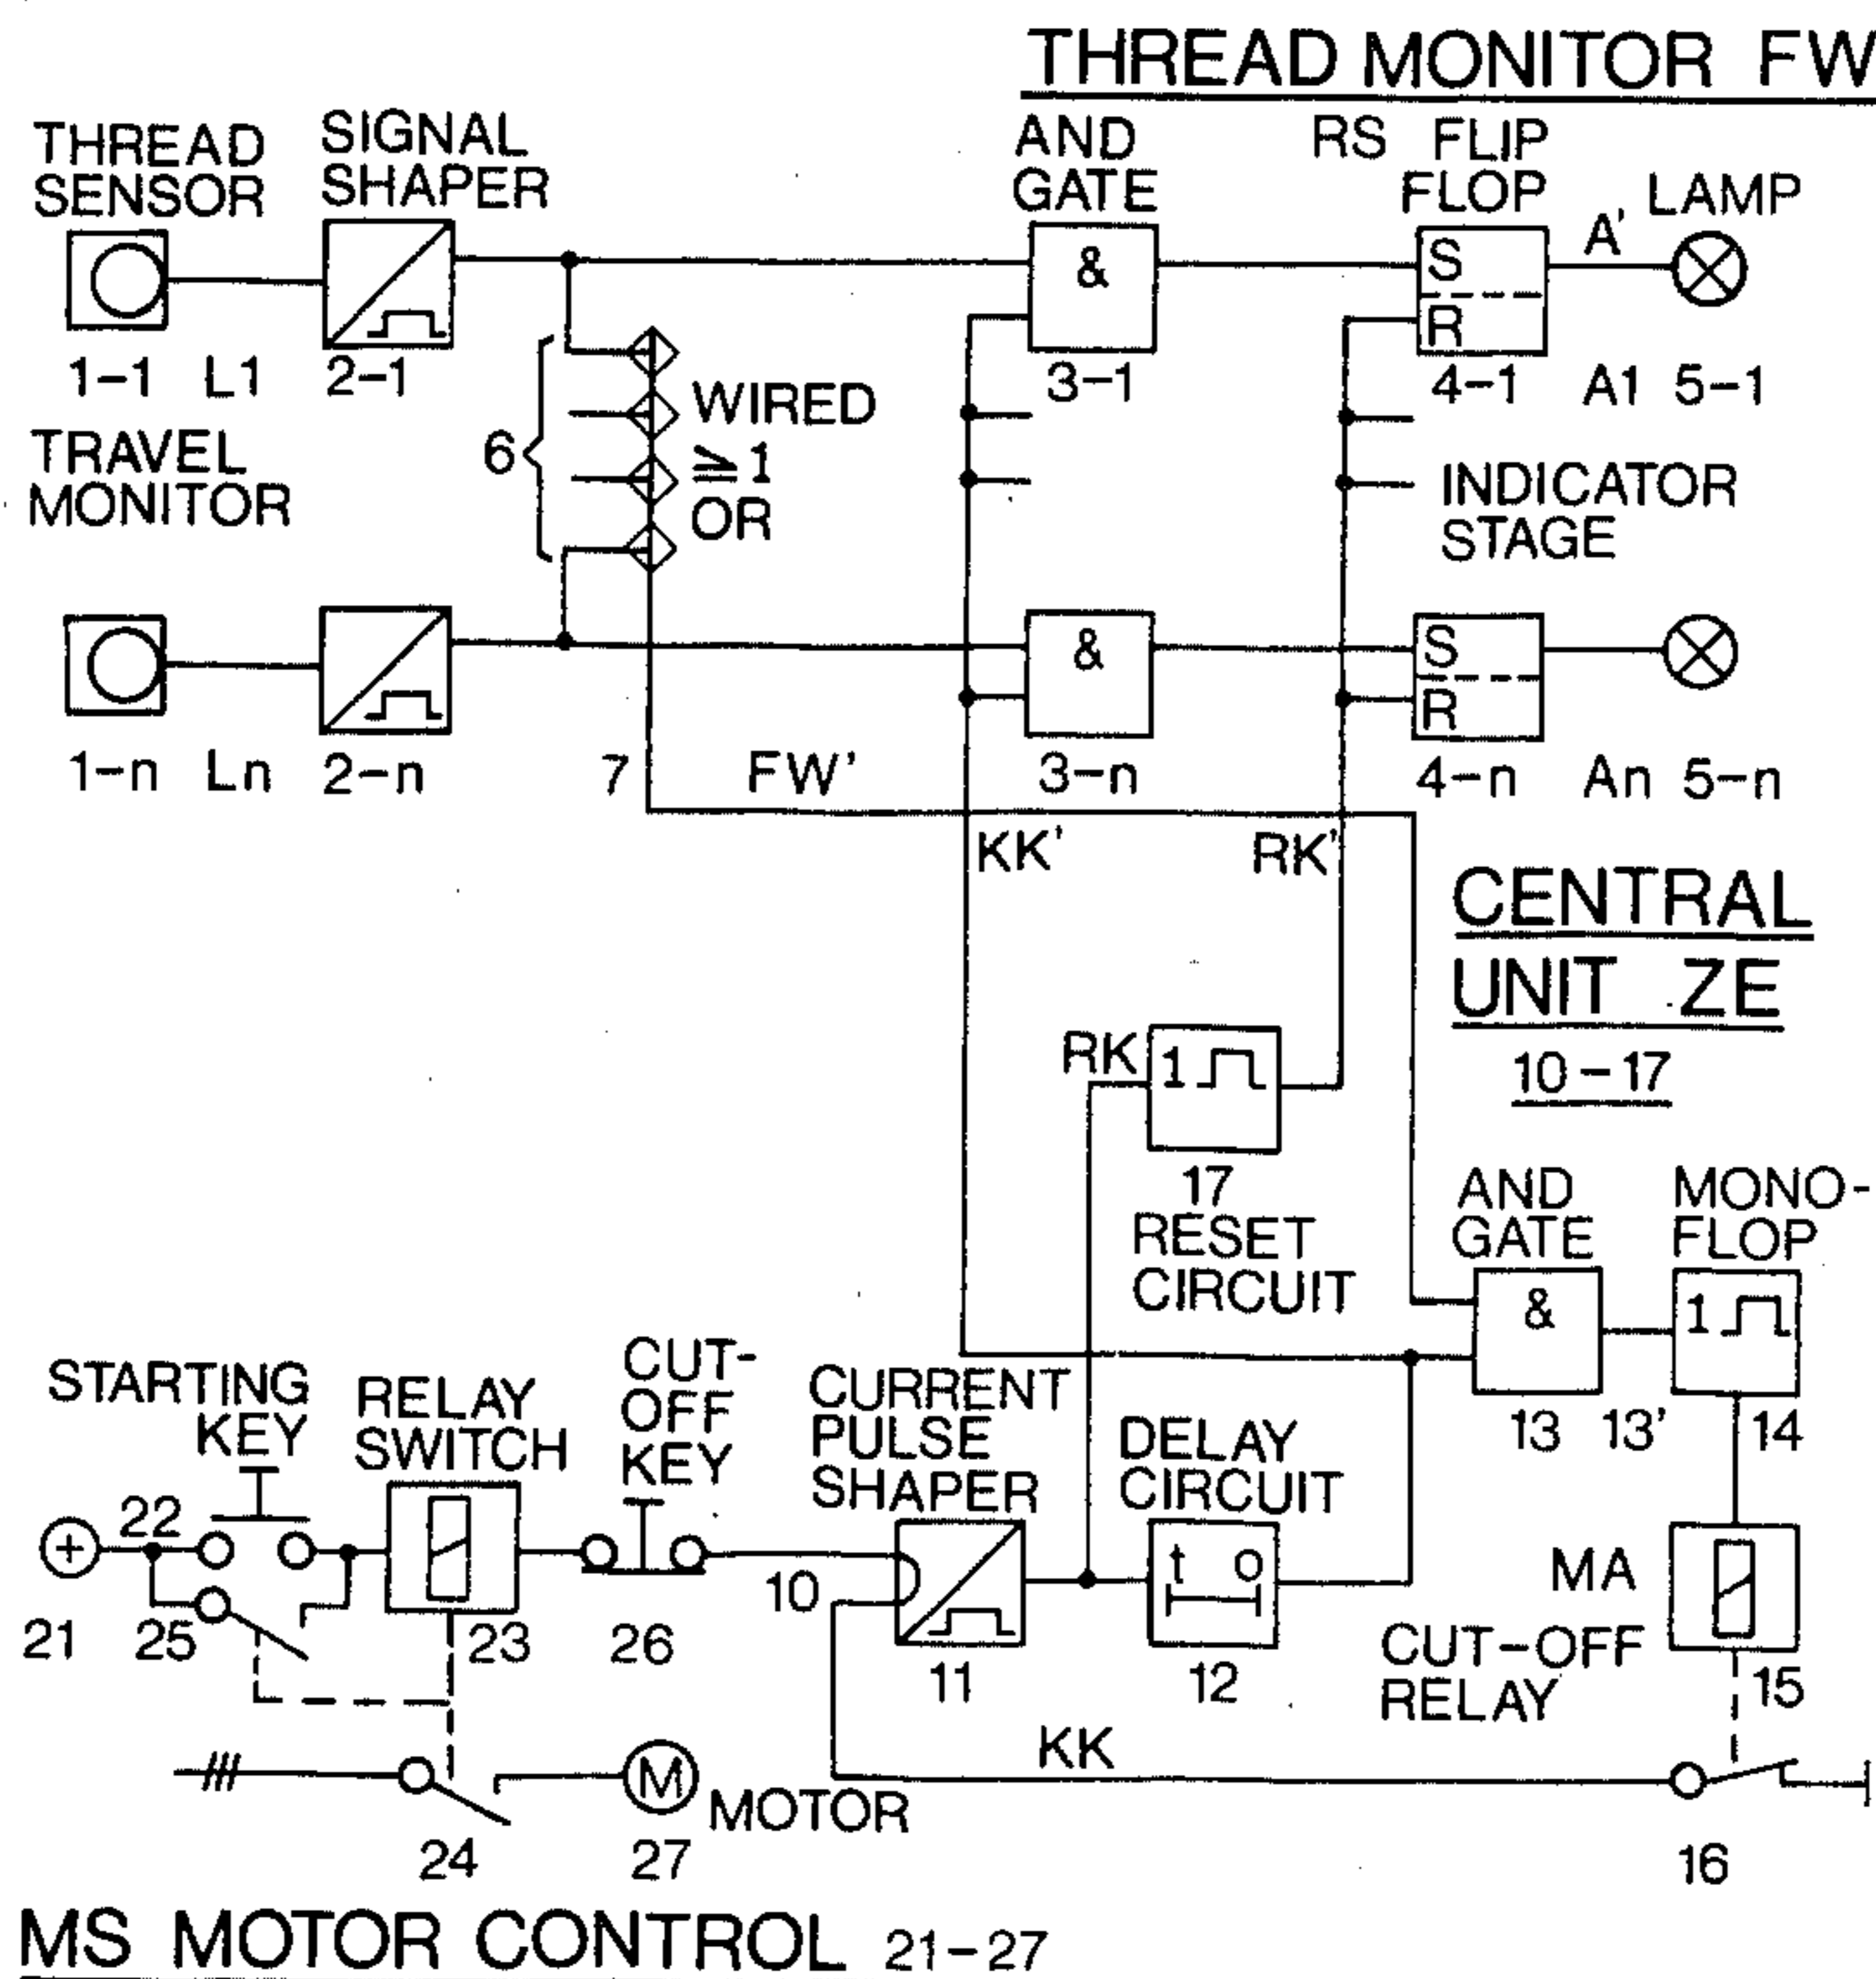 THREAD MONITOR FW
THREAD
SENSOR
SIGNAL
SHAPER
AND
GATE
RS FLIP
FLOP
A' LAMP
&
S
R
1-1 L1 2-1
3-1
4-1 A1 5-1
TRAVEL
MONITOR
6
WIRED
≧1
OR
INDICATOR
STAGE
&
S
R
1-n Ln 2-n
7 FW'
3-n
4-n An 5-n
KK'
RK'
CENTRAL
UNIT ZE
10-17
RK
1
17
RESET
CIRCUIT
AND
GATE
MONO-
FLOP
&
1
13 13' 14
STARTING
KEY
RELAY
SWITCH
CUT-
OFF
KEY
CURRENT
PULSE
SHAPER
DELAY
CIRCUIT
22
+
t o
10
MA
21 25 23 26
11 12
CUT-OFF
RELAY
15
KK
M
MOTOR
24 27
16
MS MOTOR CONTROL 21-27